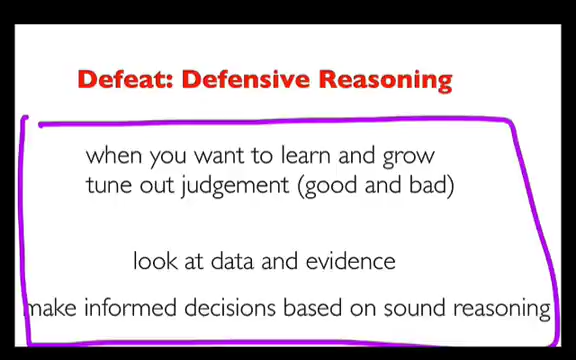 Defeat: Defensive Reasoning
when you want to learn and grow
tune out judgement (good and bad)
look at data and evidence
make informed decisions based on sound reasoning